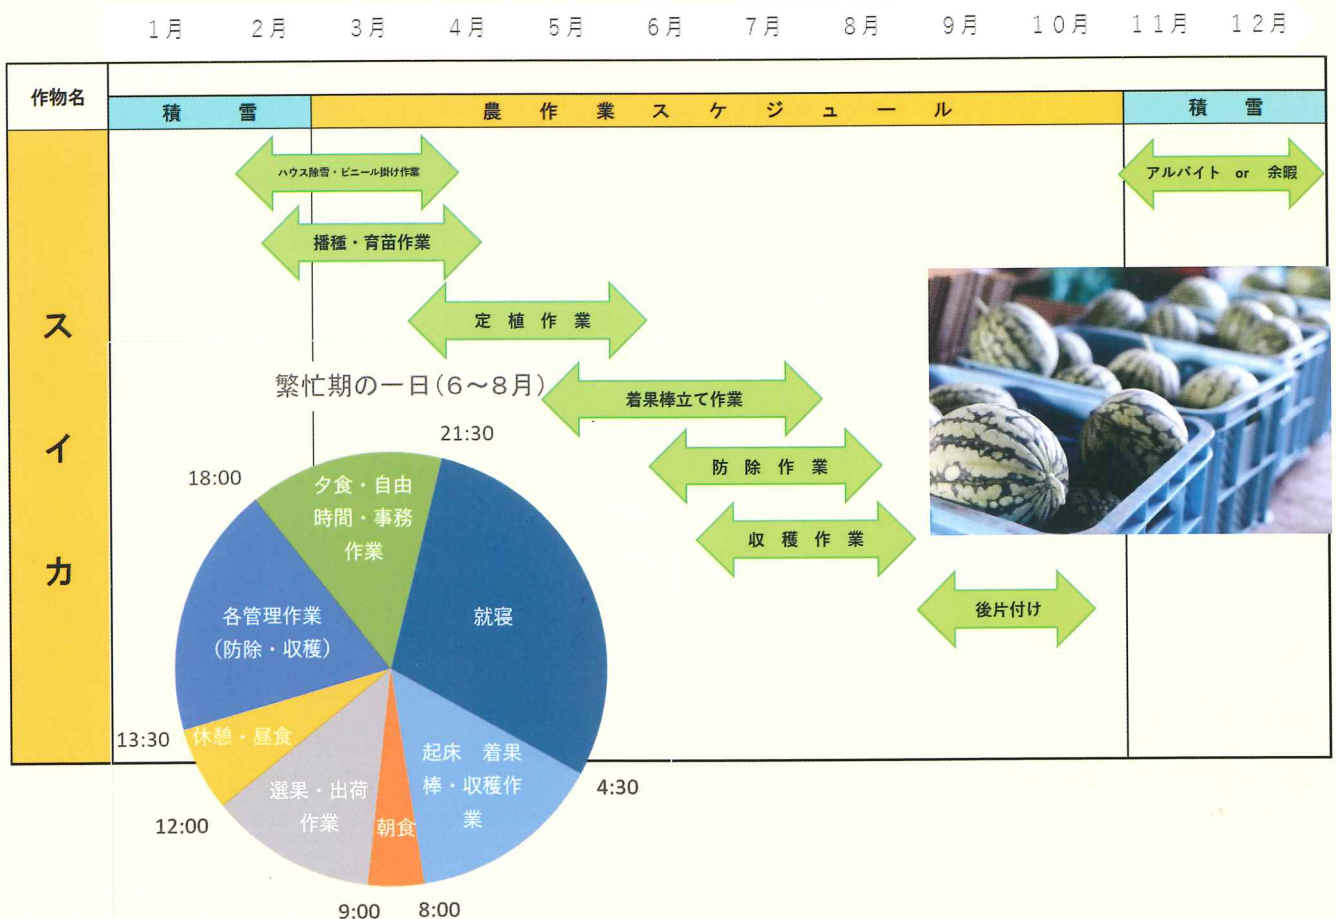 1月 2月 3月 4月 5月 6月 7月 8月 9月 10月 11月 12月
作物名
積雪 農作業スケジュール 積雪
スイカ
ハウス除雪・ビニール掛け作業
アルバイト or 余暇
播種・育苗作業
定植作業
着果棒立て作業
防除作業
収穫作業
後片付け
繁忙期の一日(6~8月)
21:30
18:00
夕食・自由
時間・事務
作業
就寝
各管理作業
(防除・収穫)
休憩・昼食
13:30
起床 着果
棒・収穫作
業
4:30
選果・出荷
作業
朝食
12:00
9:00
8:00